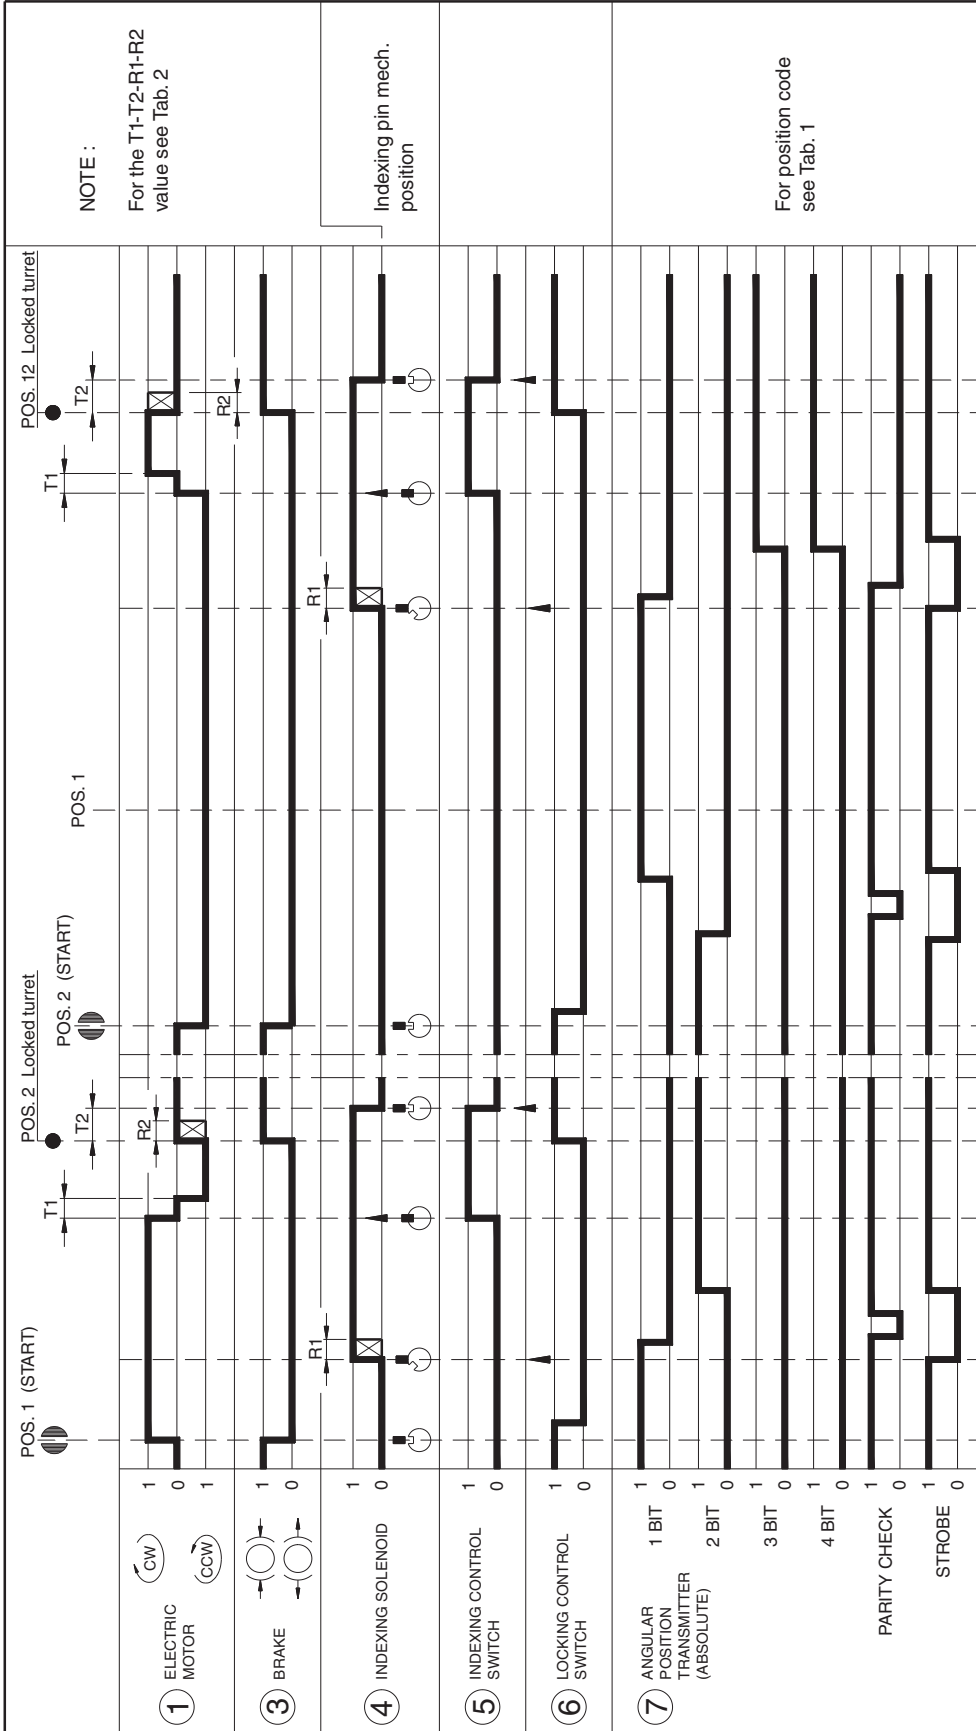 POS. 1 (START)
POS. 2 Locked turret
POS. 2 (START)
POS. 1
POS. 12 Locked turret
T1
T2
R2
T1
T2
R2
NOTE :
For the T1-T2-R1-R2
value see Tab. 2
1
ELECTRIC
MOTOR
CW
CCW
1
0
1
3
BRAKE
1
0
4
INDEXING SOLENOID
1
0
R1
R1
Indexing pin mech.
position
5
INDEXING CONTROL
SWITCH
1
0
6
LOCKING CONTROL
SWITCH
1
0
7
ANGULAR
POSITION
TRANSMITTER
(ABSOLUTE)
1 BIT
1
0
2 BIT
1
0
3 BIT
1
0
4 BIT
1
0
PARITY CHECK
1
0
STROBE
1
0
For position code
see Tab. 1